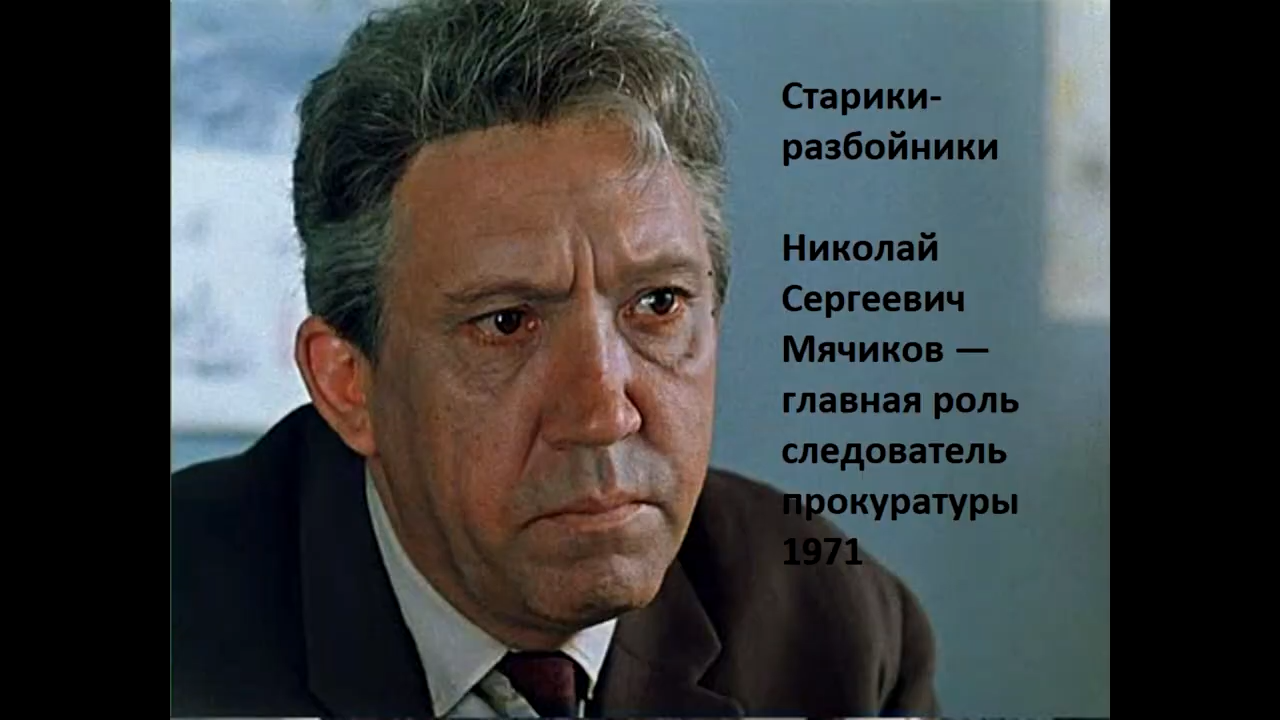 Старики-
разбойники
Николай
Сергеевич
Мячиков —
главная роль
следователь
прокуратуры
1971